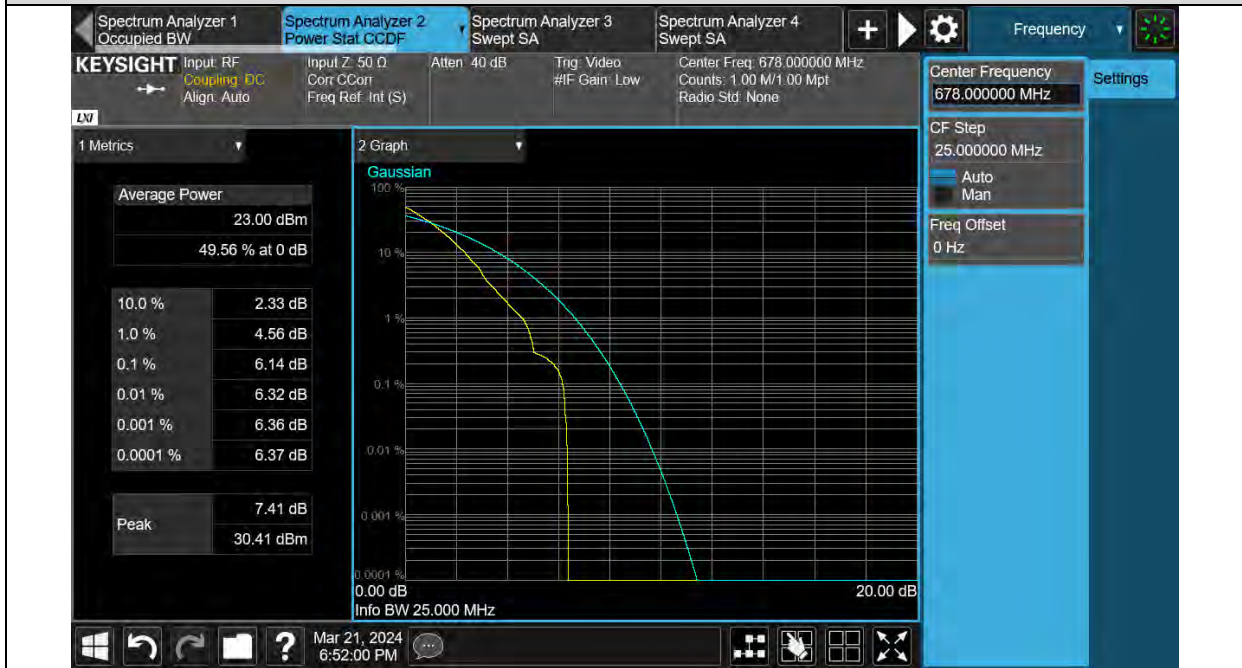 Spectrum Analyzer 1
Occupied BW
Spectrum Analyzer 2
Power Stat CCDF
Spectrum Analyzer 3
Swept SA
Spectrum Analyzer 4
Swept SA
+
Frequency
KEYSIGHT
LXI
Input: RF
Coupling: DC
Align: Auto
Input Z: 50 Ω
Corr CCorr
Freq Ref: Int (S)
Atten: 40 dB
Trig: Video
#IF Gain: Low
Center Freq: 678.000000 MHz
Counts: 1.00 M/1.00 Mpt
Radio Std: None
Center Frequency
678.000000 MHz
Settings
CF Step
25.000000 MHz
Auto
Man
Freq Offset
0 Hz
1 Metrics
Average Power
23.00 dBm
49.56 % at 0 dB
10.0 % 2.33 dB
1.0 % 4.56 dB
0.1 % 6.14 dB
0.01 % 6.32 dB
0.001 % 6.36 dB
0.0001 % 6.37 dB
Peak
7.41 dB
30.41 dBm
2 Graph
Gaussian
100 %
10 %
1 %
0.1 %
0.01 %
0.001 %
0.0001 %
0.00 dB 20.00 dB
Info BW 25.000 MHz
?
Mar 21, 2024
6:52:00 PM